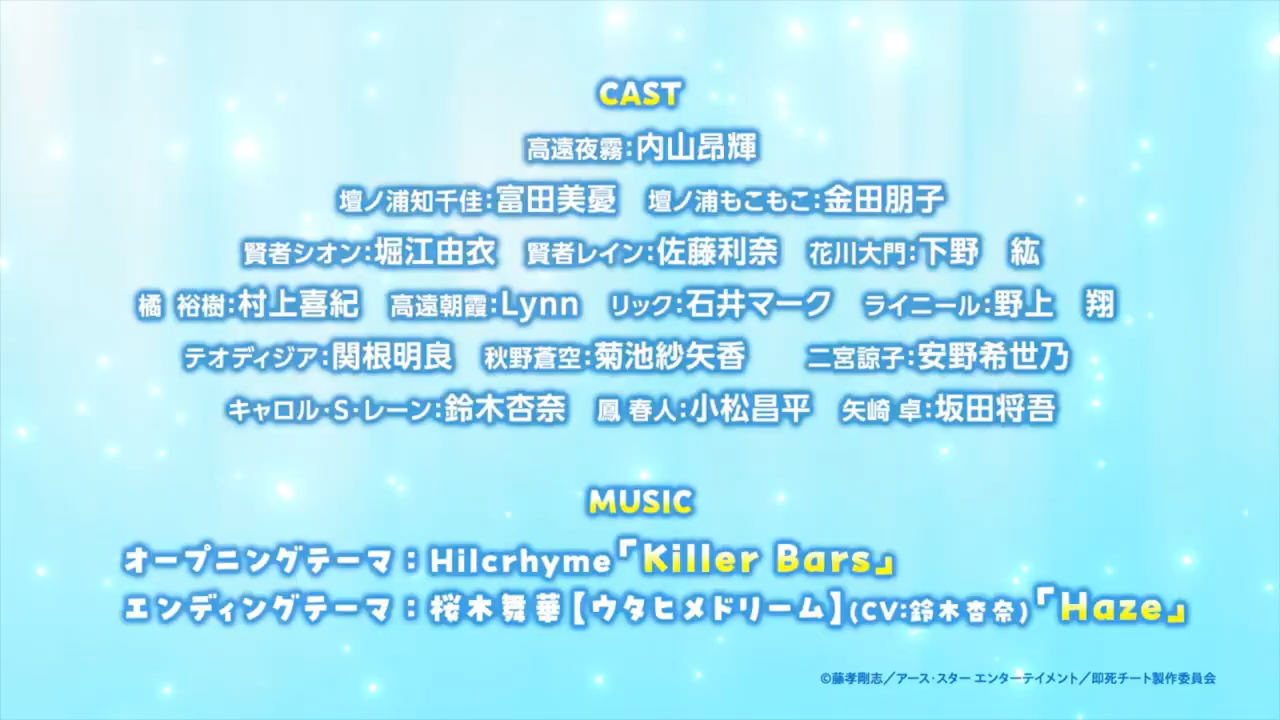 CAST
高遠夜霧：内山昂輝
壇ノ浦知千佳：富田美憂　壇ノ浦もこもこ：金田朋子
賢者シオン：堀江由衣　賢者レイン：佐藤利奈　花川大門：下野　紘
橘　裕樹：村上喜紀　高遠朝霞：Lynn　リック：石井マーク　ライニール：野上　翔
テオディジア：関根明良　秋野蒼空：菊池紗矢香　　二宮諒子：安野希世乃
キャロル・S・レーン：鈴木杏奈　鳳 春人：小松昌平　矢崎 卓：坂田将吾
MUSIC
オープニングテーマ：Hilcrhyme「Killer Bars」
エンディングテーマ：桜木舞華【ウタヒメドリーム】(CV:鈴木杏奈)「Haze」
©藤孝剛志／アース・スター エンターテイメント／即死チート製作委員会